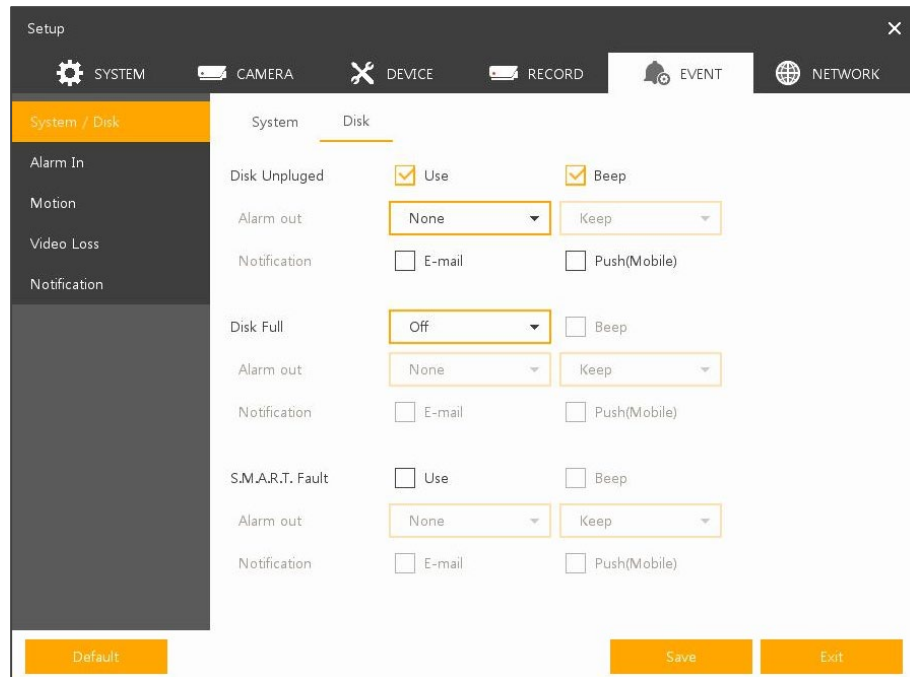 Setup
SYSTEM CAMERA DEVICE RECORD EVENT NETWORK
System / Disk
Alarm In
Motion
Video Loss
Notification
System Disk
Disk Unpluged Use Beep
Alarm out None Keep
Notification E-mail Push(Mobile)
Disk Full Off Beep
Alarm out None Keep
Notification E-mail Push(Mobile)
S.M.A.R.T. Fault Use Beep
Alarm out None Keep
Notification E-mail Push(Mobile)
Default Save Exit